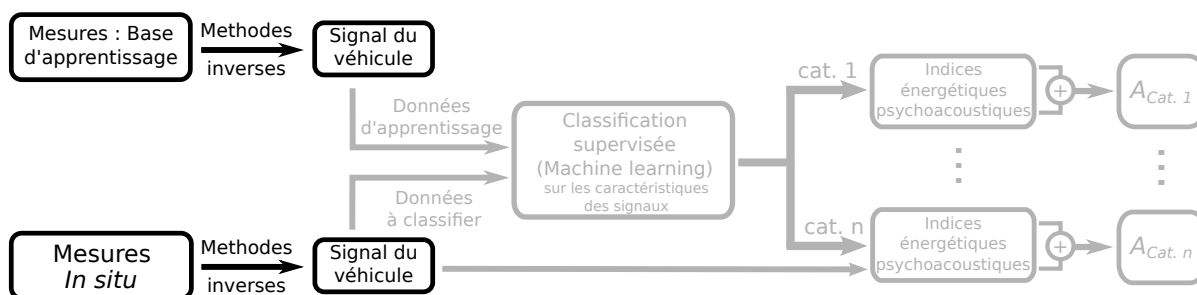 Mesures : Base
d'apprentissage
Methodes
inverses
Signal du
véhicule
Données
d'apprentissage
Classification
supervisée
(Machine learning)
sur les caractéristiques
des signaux
Données
à classifier
Mesures
In situ
Methodes
inverses
Signal du
véhicule
cat. 1
Indices
énergétiques
psychoacoustiques
+
A Cat. 1
cat. n
Indices
énergétiques
psychoacoustiques
+
A Cat. n